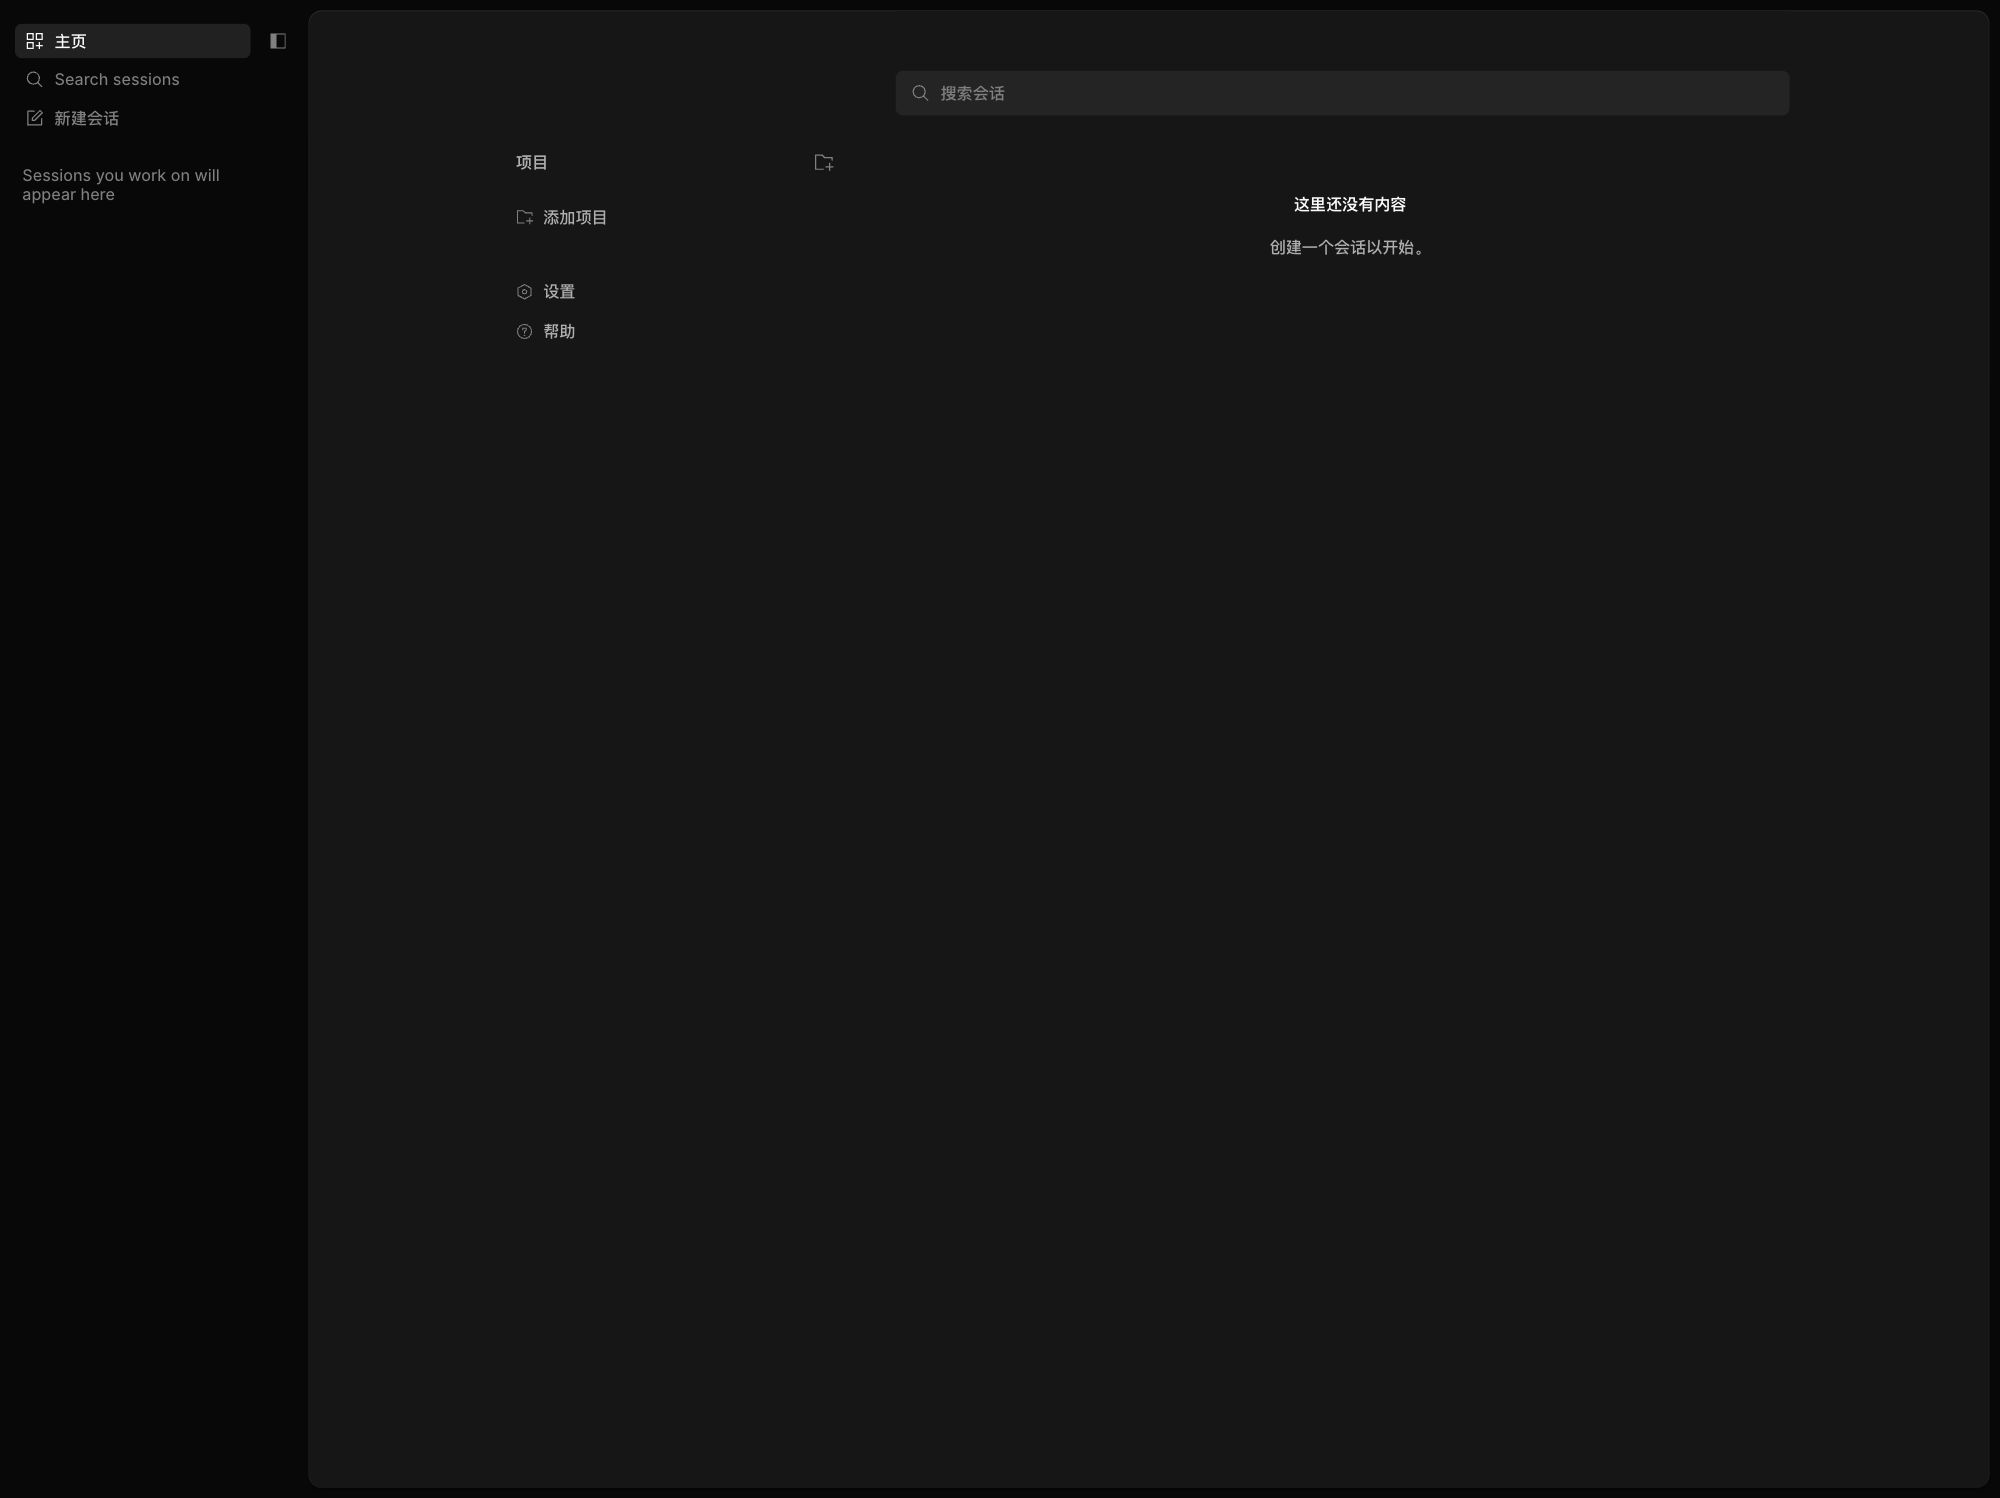 主页
Search sessions
新建会话
Sessions you work on will
appear here
搜索会话
项目
添加项目
设置
帮助
这里还没有内容
创建一个会话以开始。